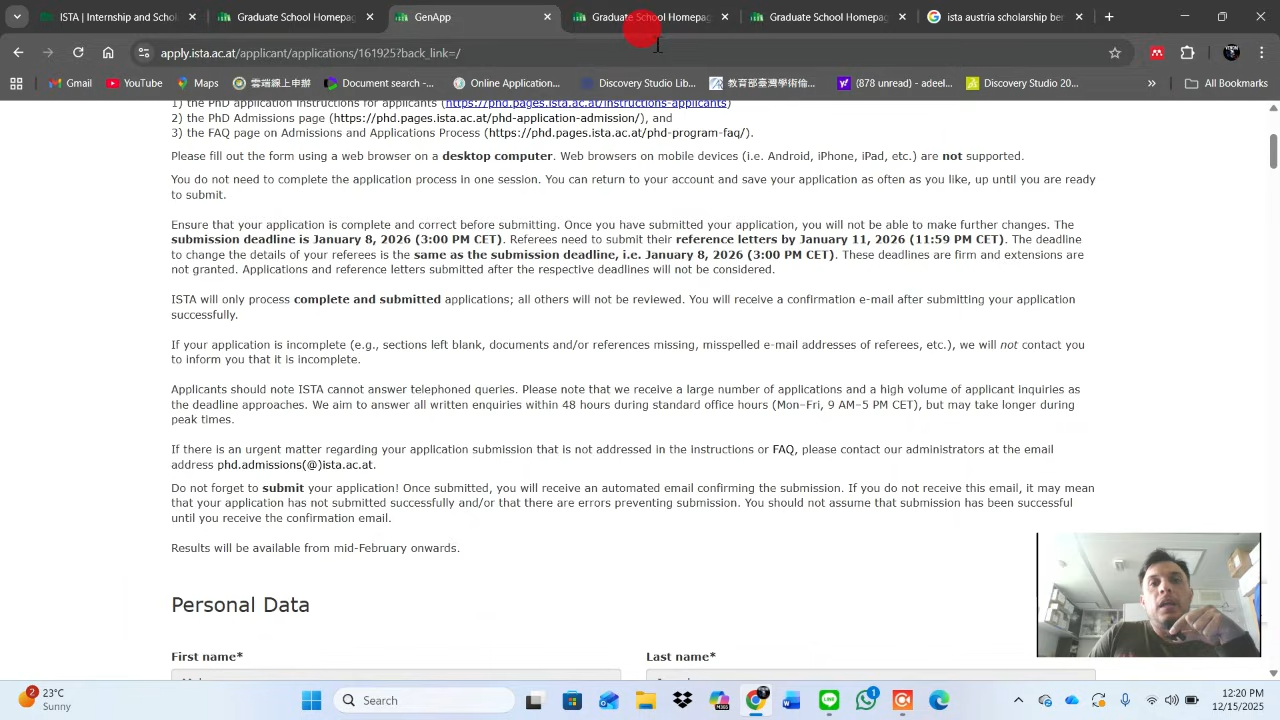 ISTA | Internship and Schol
Graduate School Homepag
GenApp
Graduate School Homepag
Graduate School Homepag
ista austria scholarship ber
apply.ista.ac.at/applicant/applications/161925?back_link=/
Gmail
YouTube
Maps
雲端網上申辦
Document search -...
Online Application...
Discovery Studio Lib...
教育部臺灣學術倫...
(878 unread) - adeel...
Discovery Studio 20...
»
All Bookmarks
1) the PhD application instructions for applicants (https://phd.pages.ista.ac.at/instructions-applicants)
2) the PhD Admissions page (https://phd.pages.ista.ac.at/phd-application-admission/), and
3) the FAQ page on Admissions and Applications Process (https://phd.pages.ista.ac.at/phd-program-faq/).
Please fill out the form using a web browser on a desktop computer. Web browsers on mobile devices (i.e. Android, iPhone, iPad, etc.) are not supported.
You do not need to complete the application process in one session. You can return to your account and save your application as often as you like, up until you are ready
to submit.
Ensure that your application is complete and correct before submitting. Once you have submitted your application, you will not be able to make further changes. The
submission deadline is January 8, 2026 (3:00 PM CET). Referees need to submit their reference letters by January 11, 2026 (11:59 PM CET). The deadline
to change the details of your referees is the same as the submission deadline, i.e. January 8, 2026 (3:00 PM CET). These deadlines are firm and extensions are
not granted. Applications and reference letters submitted after the respective deadlines will not be considered.
ISTA will only process complete and submitted applications; all others will not be reviewed. You will receive a confirmation e-mail after submitting your application
successfully.
If your application is incomplete (e.g., sections left blank, documents and/or references missing, misspelled e-mail addresses of referees, etc.), we will not contact you
to inform you that it is incomplete.
Applicants should note ISTA cannot answer telephoned queries. Please note that we receive a large number of applications and a high volume of applicant inquiries as
the deadline approaches. We aim to answer all written enquiries within 48 hours during standard office hours (Mon–Fri, 9 AM–5 PM CET), but may take longer during
peak times.
If there is an urgent matter regarding your application submission that is not addressed in the instructions or FAQ, please contact our administrators at the email
address phd.admissions(@)ista.ac.at.
Do not forget to submit your application! Once submitted, you will receive an automated email confirming the submission. If you do not receive this email, it may mean
that your application has not submitted successfully and/or that there are errors preventing submission. You should not assume that submission has been successful
until you receive the confirmation email.
Results will be available from mid-February onwards.
Personal Data
First name*
Last name*
2
23°C
Sunny
Search
1
12:20 PM
12/15/2025